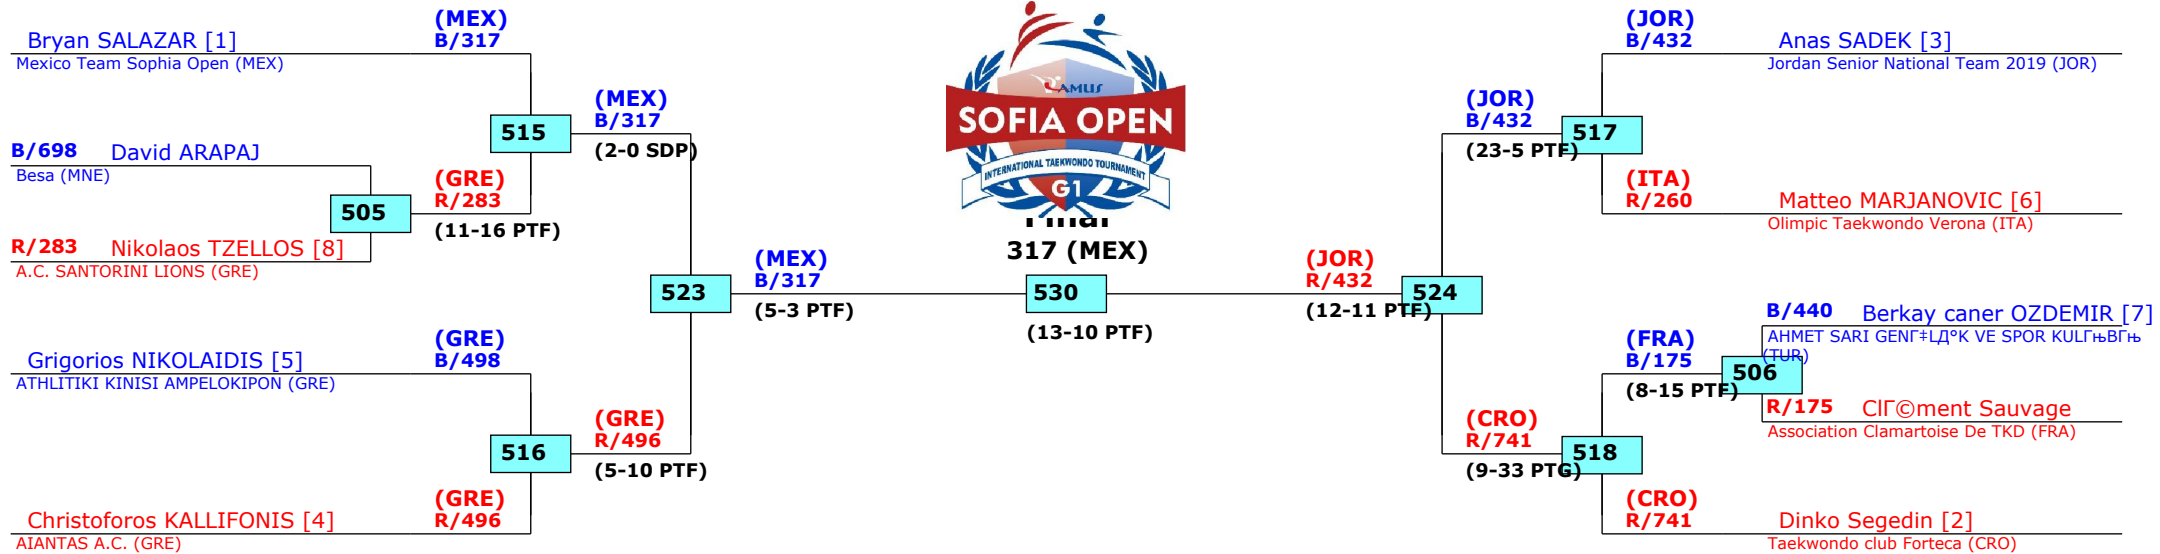 (MEX)
B/317
Bryan SALAZAR [1]
Mexico Team Sophia Open (MEX)
515
(MEX)
B/317
(2-0 SDP)
B/698 David ARAPAJ
Besa (MNE)
505
(GRE)
R/283
(11-16 PTF)
R/283 Nikolaos TZELLOS [8]
A.C. SANTORINI LIONS (GRE)
523
(MEX)
B/317
(5-3 PTF)
(GRE)
B/498
Grigorios NIKOLAIDIS [5]
ATHLITIKI KINISI AMPELOKIPON (GRE)
516
(GRE)
R/496
(5-10 PTF)
(GRE)
R/496
Christoforos KALLIFONIS [4]
AIANTAS A.C. (GRE)
RAMUS
SOFIA OPEN
INTERNATIONAL TAEKWONDO TOURNAMENT
G1
Final
317 (MEX)
530
(13-10 PTF)
(JOR)
R/432
(12-11 PTF)
524
(JOR)
B/432
(23-5 PTF)
517
(JOR)
B/432
Anas SADEK [3]
Jordan Senior National Team 2019 (JOR)
(ITA)
R/260
Matteo MARJANOVIC [6]
Olimpic Taekwondo Verona (ITA)
B/440 Berkay caner OZDEMIR [7]
AHMET SARI GENГ‡LД°K VE SPOR KULГњBГњ
(TUR)
506
(FRA)
B/175
(8-15 PTF)
R/175 ClГ©ment Sauvage
Association Clamartoise De TKD (FRA)
(CRO)
R/741
(9-33 PTG)
518
(CRO)
R/741
Dinko Segedin [2]
Taekwondo club Forteca (CRO)